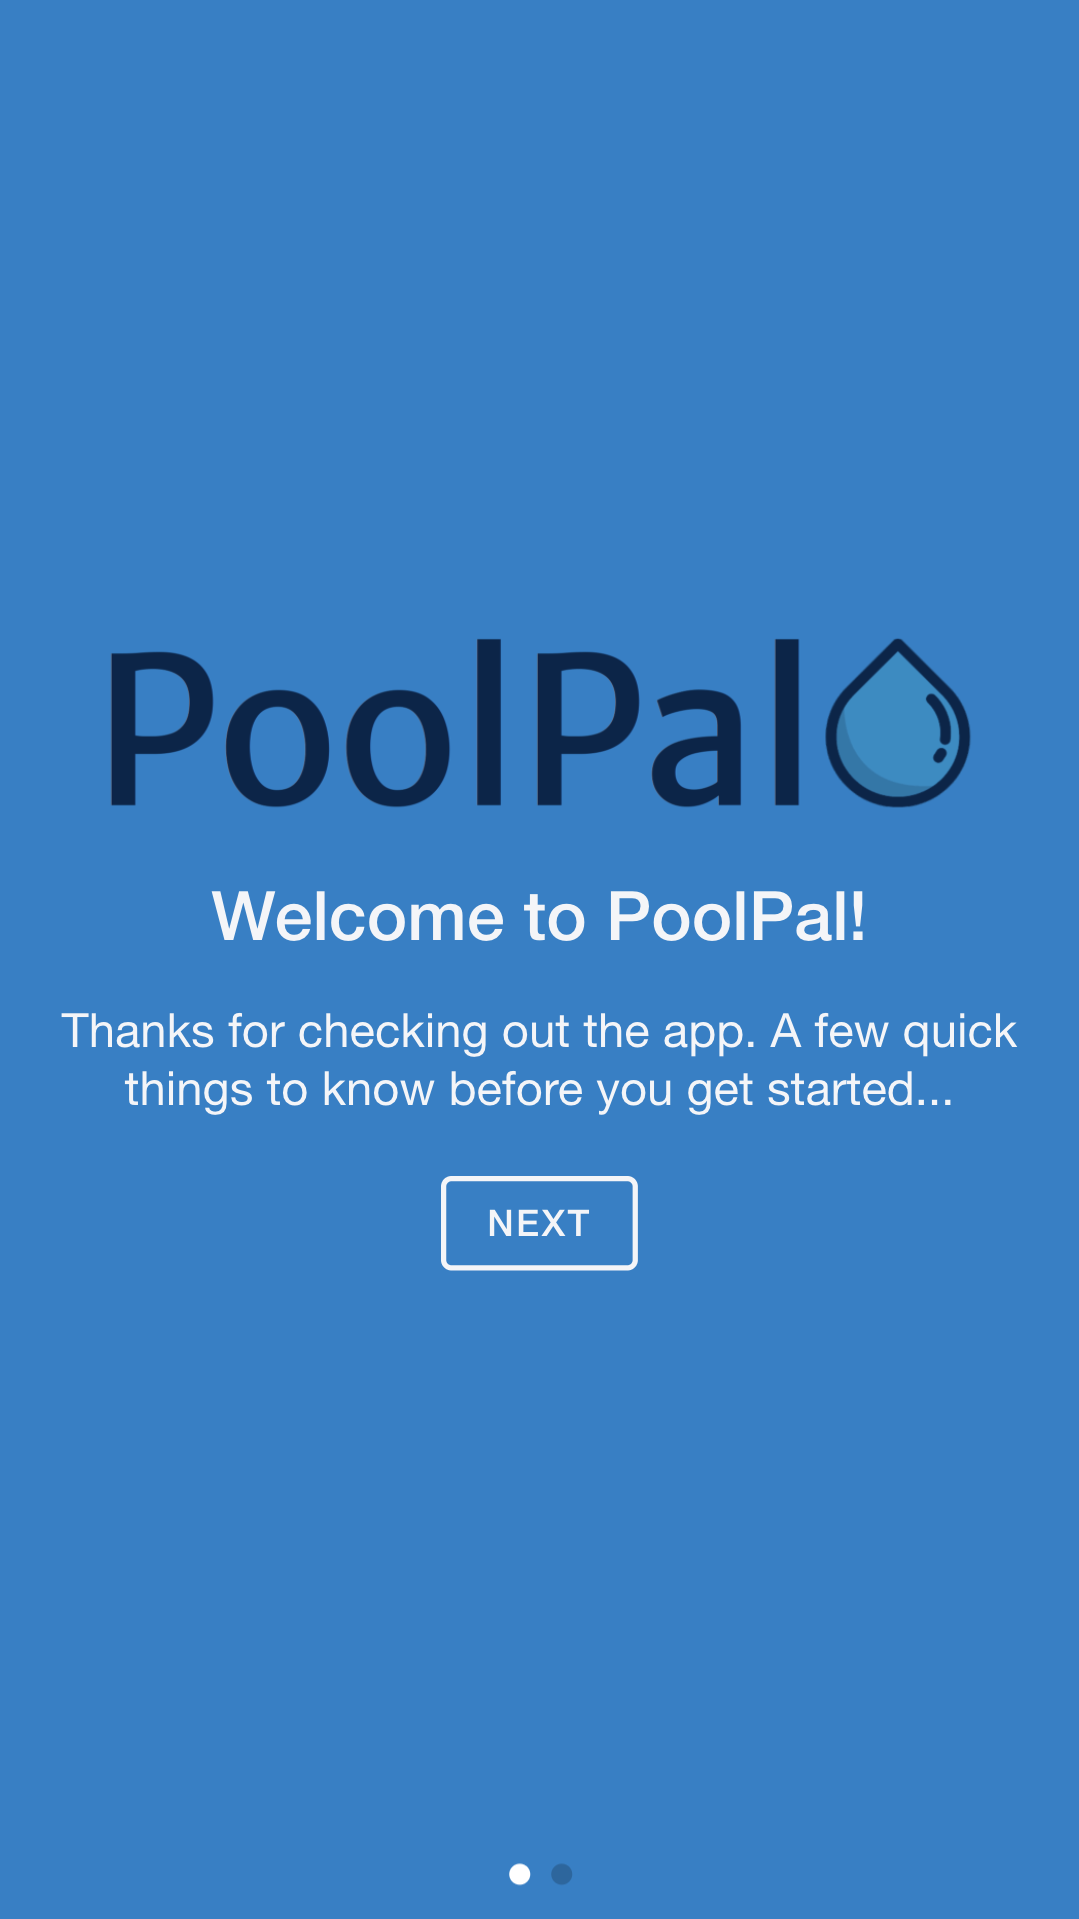 PoolPal
Welcome to PoolPal!
Thanks for checking out the app. A few quick
things to know before you get started...
NEXT